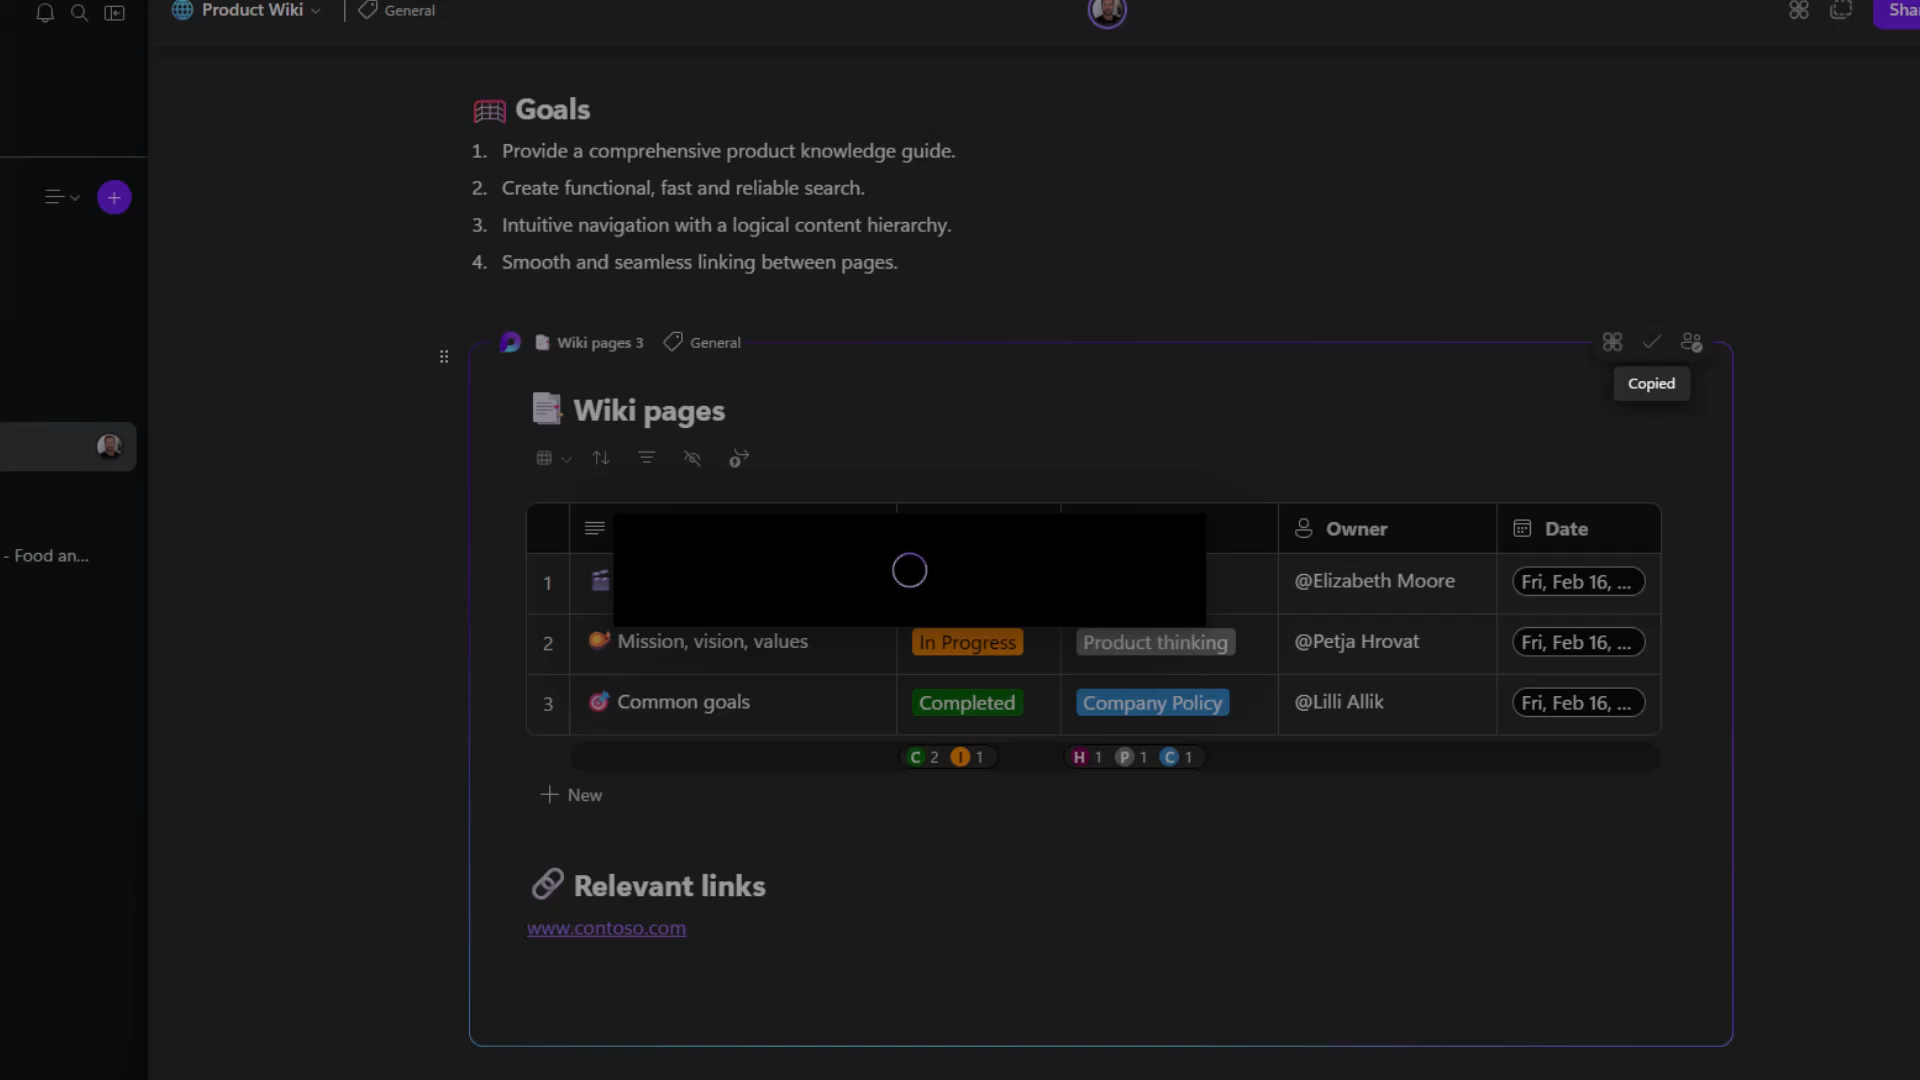 Product Wiki
General
Goals
1. Provide a comprehensive product knowledge guide.
2. Create functional, fast and reliable search.
3. Intuitive navigation with a logical content hierarchy.
4. Smooth and seamless linking between pages.
Wiki pages 3
General
Copied
Wiki pages
Owner
Date
1 @Elizabeth Moore Fri, Feb 16, ...
2 Mission, vision, values In Progress Product thinking @Petja Hrovat Fri, Feb 16, ...
3 Common goals Completed Company Policy @Lilli Allik Fri, Feb 16, ...
C 2 I 1 H 1 P 1 C 1
New
- Food an...
Relevant links
www.contoso.com